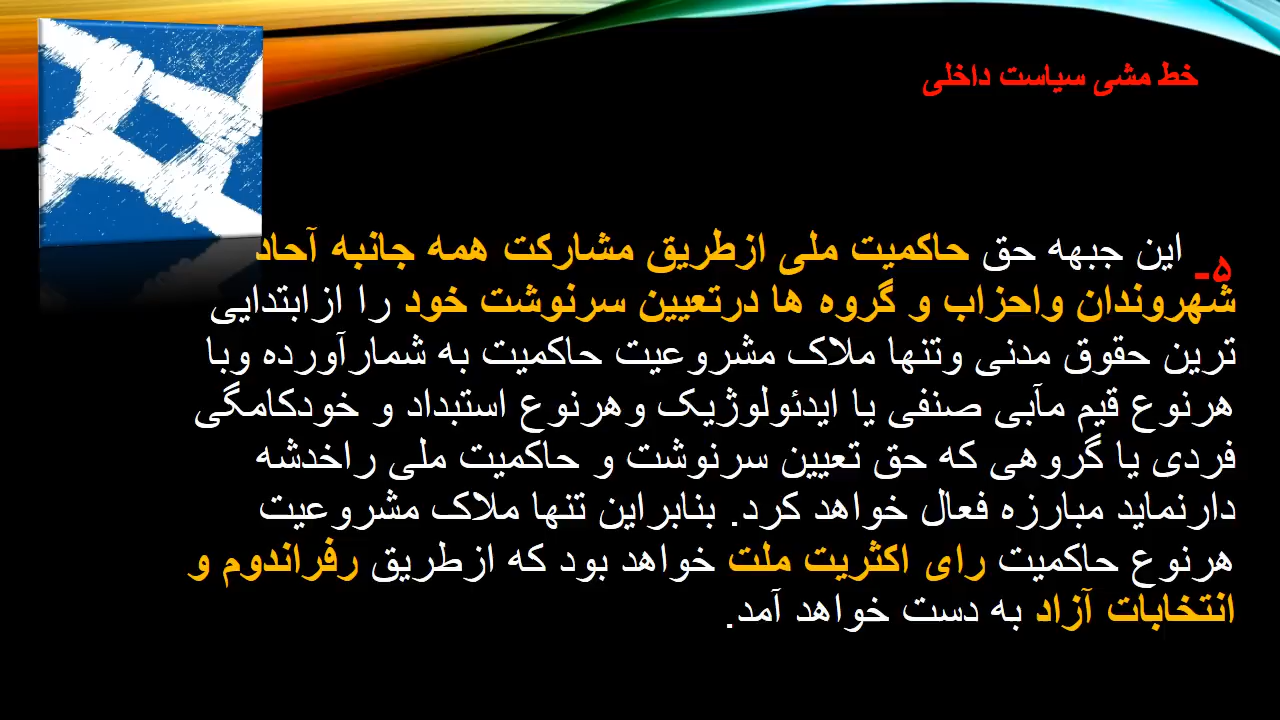 خط مشی سیاست داخلی
۵- این جبهه حق حاکمیت ملی ازطریق مشارکت همه جانبه آحاد
شهروندان واحزاب و گروه ها درتعیین سرنوشت خود را ازابتدایی
ترین حقوق مدنی وتنها ملاک مشروعیت حاکمیت به شمارآورده وبا
هرنوع قیم مآبی صنفی یا ایدئولوژیک وهرنوع استبداد و خودکامگی
فردی یا گروهی که حق تعیین سرنوشت و حاکمیت ملی راخدشه
دارنماید مبارزه فعال خواهد کرد. بنابراین تنها ملاک مشروعیت
هرنوع حاکمیت رای اکثریت ملت خواهد بود که ازطریق رفراندوم و
انتخابات آزاد به دست خواهد آمد.